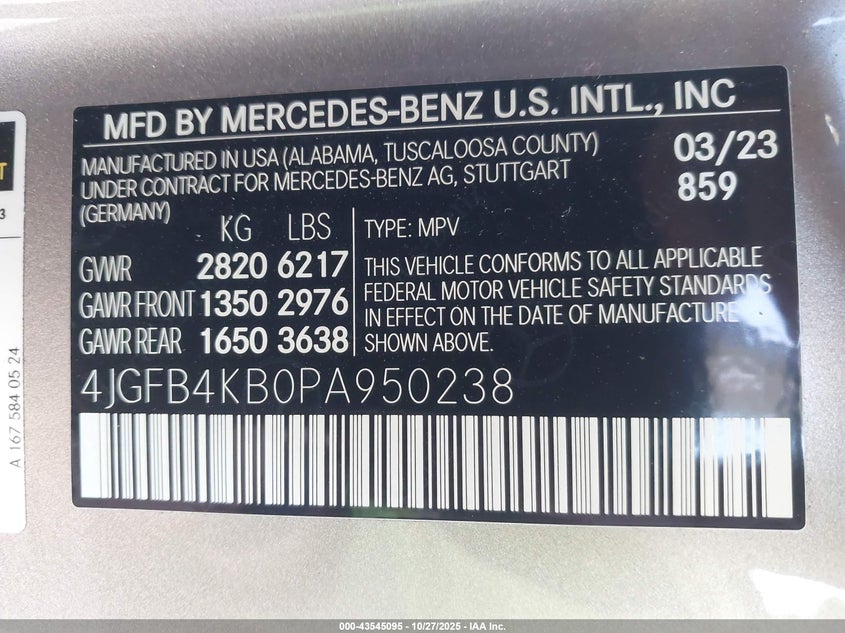 MFD BY MERCEDES-BENZ U.S. INTL., INC
MANUFACTURED IN USA (ALABAMA, TUSCALOOSA COUNTY)
UNDER CONTRACT FOR MERCEDES-BENZ AG, STUTTGART
(GERMANY)
03/23
859
KG LBS
GVWR 2820 6217
GAWR FRONT 1350 2976
GAWR REAR 1650 3638
TYPE: MPV
THIS VEHICLE CONFORMS TO ALL APPLICABLE
FEDERAL MOTOR VEHICLE SAFETY STANDARDS
IN EFFECT ON THE DATE OF MANUFACTURE
SHOWN ABOVE.
4JGFB4KB0PA950238
A 167 584 05 24
000-43545095 - 10/27/2025 - IAA Inc.